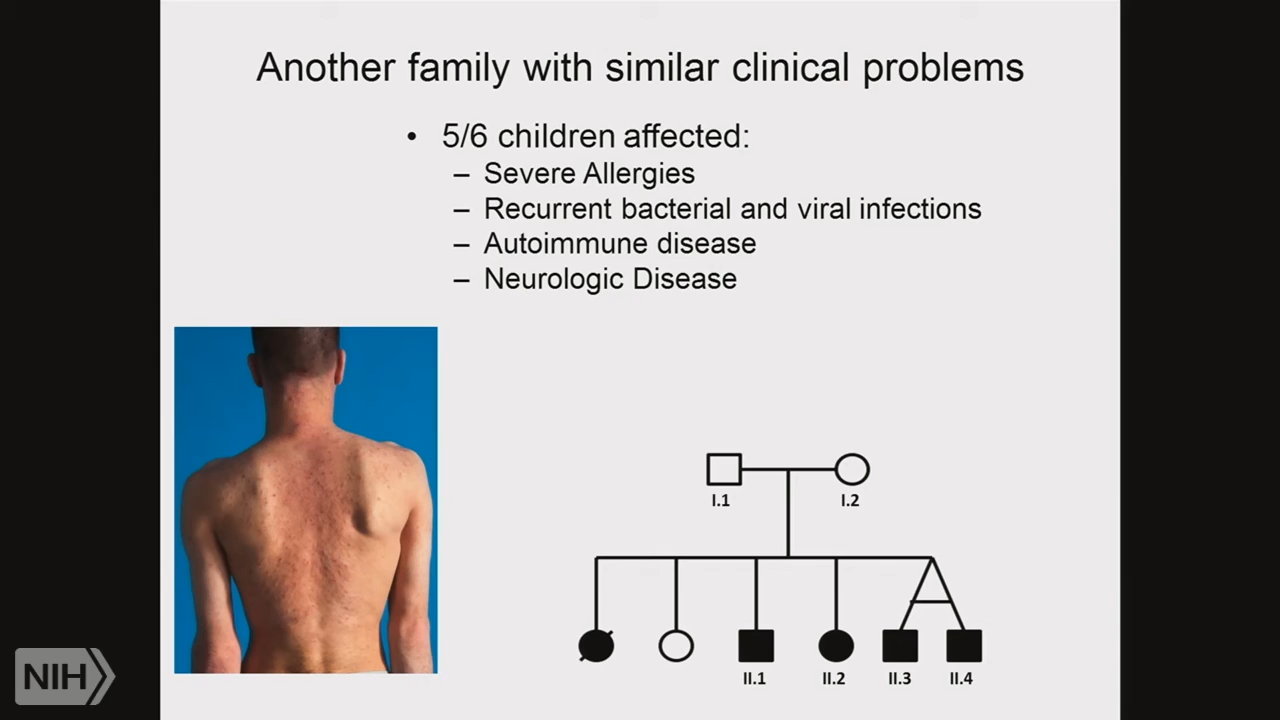 Another family with similar clinical problems
• 5/6 children affected:
– Severe Allergies
– Recurrent bacterial and viral infections
– Autoimmune disease
– Neurologic Disease
I.1 I.2
II.1 II.2 II.3 II.4
NIH